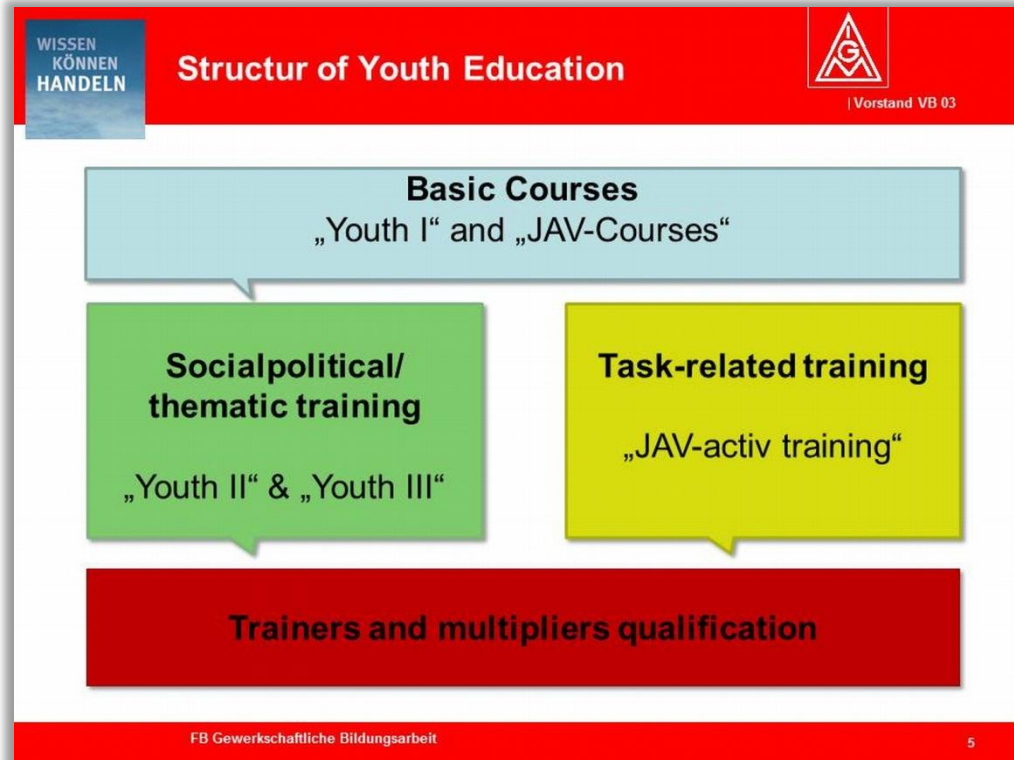 WISSEN
KÖNNEN
HANDELN
Structur of Youth Education
IGM
| Vorstand VB 03
Basic Courses
„Youth I“ and „JAV-Courses“
Socialpolitical/
thematic training
„Youth II“ & „Youth III“
Task-related training
„JAV-activ training“
Trainers and multipliers qualification
FB Gewerkschaftliche Bildungsarbeit
5